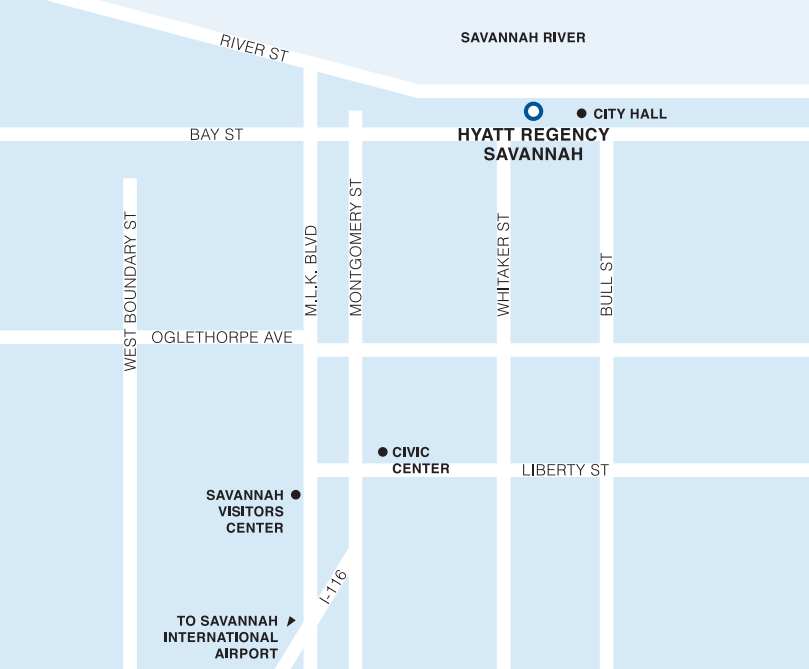 SAVANNAH RIVER
RIVER ST
CITY HALL
BAY ST
HYATT REGENCY
SAVANNAH
WEST BOUNDARY ST
M.L.K. BLVD
MONTGOMERY ST
WHITAKER ST
BULL ST
OGLETHORPE AVE
CIVIC
CENTER
LIBERTY ST
SAVANNAH
VISITORS
CENTER
I-116
TO SAVANNAH
INTERNATIONAL
AIRPORT